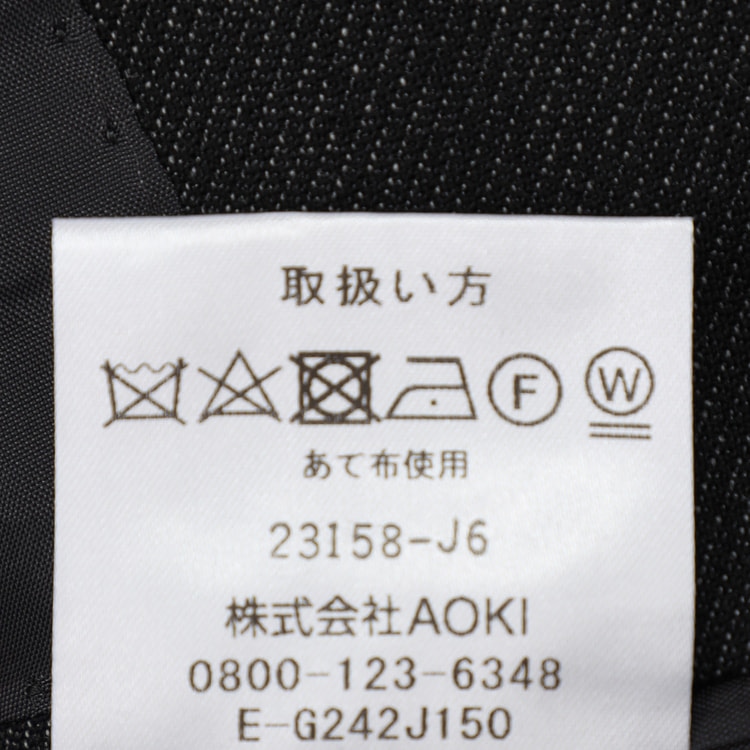 取扱い方
F W
あて布使用
23158-J6
株式会社AOKI
0800-123-6348
E-G242J150